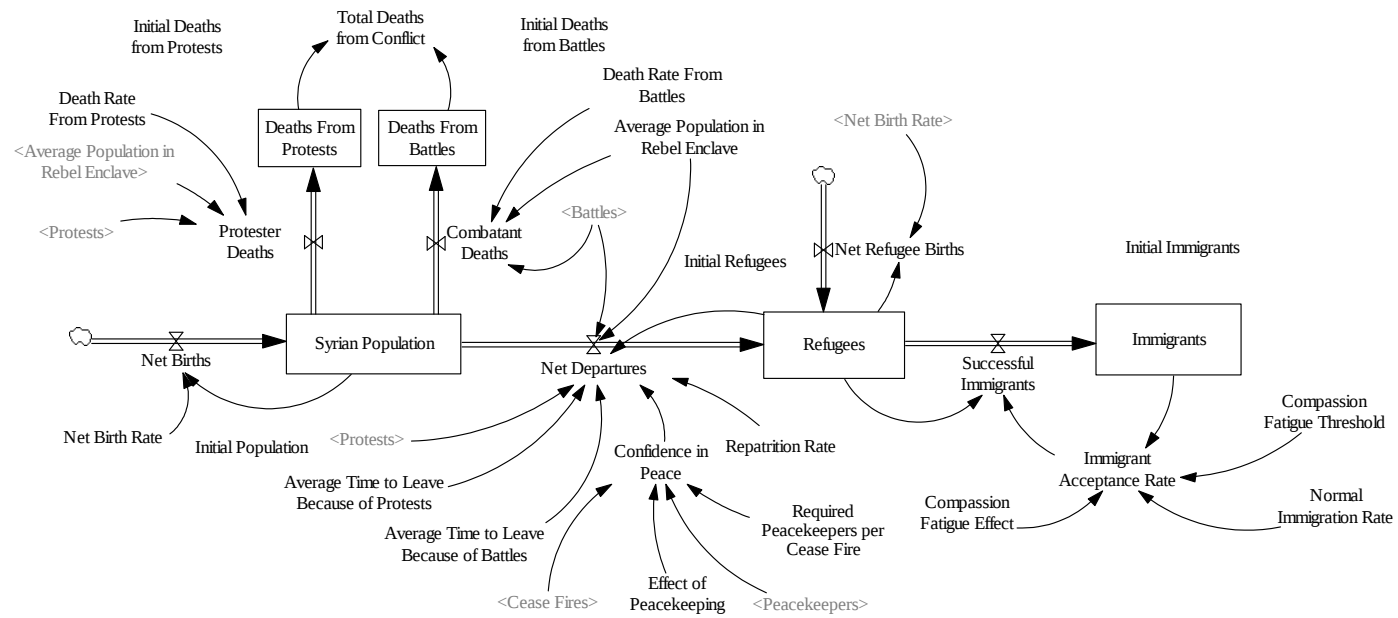 Initial Deaths
from Protests
Total Deaths
from Conflict
Initial Deaths
from Battles
Death Rate
From Protests
<Average Population in
Rebel Enclave>
<Protests>
Protester
Deaths
Deaths From
Protests
Deaths From
Battles
Death Rate From
Battles
Average Population in
Rebel Enclave
<Battles>
Combatant
Deaths
<Net Birth Rate>
Net Refugee Births
Initial Refugees
Initial Immigrants
Net Births
Syrian Population
Net Departures
Refugees
Successful
Immigrants
Immigrants
Net Birth Rate
Initial Population
<Protests>
Average Time to Leave
Because of Protests
Average Time to Leave
Because of Battles
Confidence in
Peace
Repatrition Rate
<Cease Fires>
Effect of
Peacekeeping
<Peacekeepers>
Required
Peacekeepers per
Cease Fire
Immigrant
Acceptance Rate
Compassion
Fatigue Threshold
Compassion
Fatigue Effect
Normal
Immigration Rate